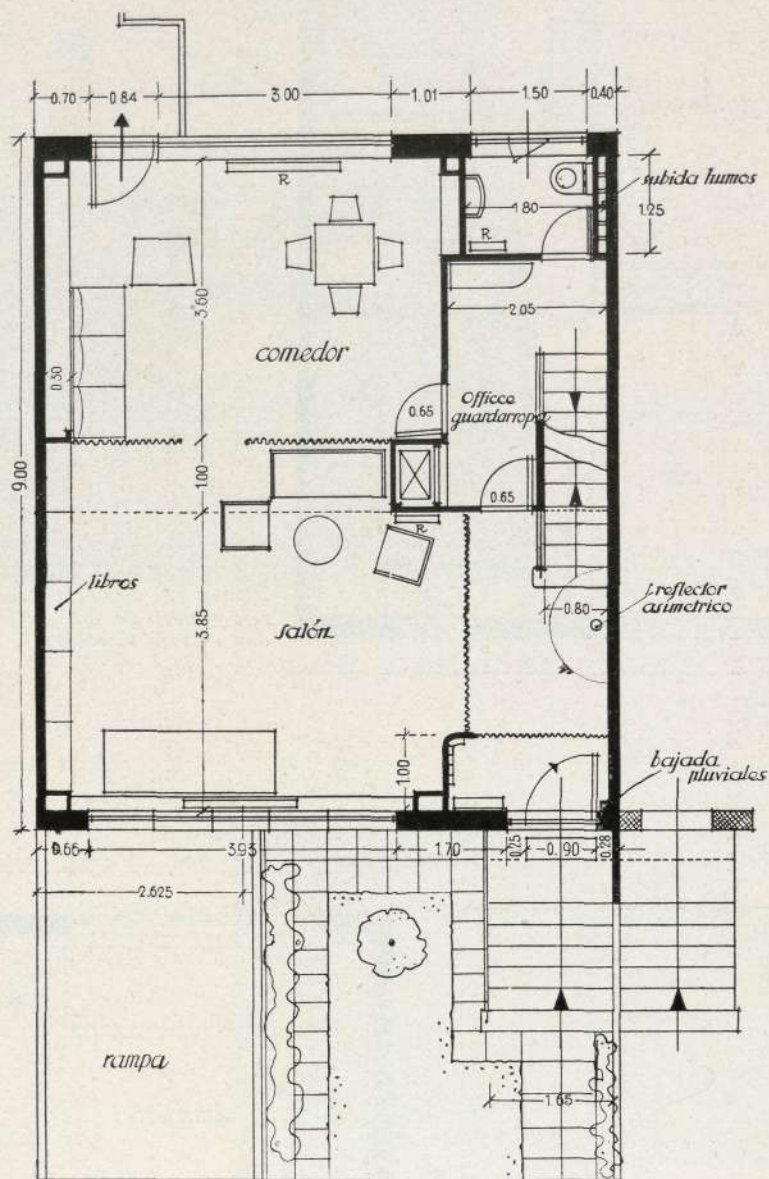 0.70 0.84 3.00 1.01 1.50 0.40
R
subida humos
1.80
1.25
R
2.05
3.60
comedor
0.30
Officce
guardarropa
0.65
9.00
1.00
0.65
R
libros
reflector
asimetrico
0.80
3.85
salón
1.00
bajada
pluviales
0.65 3.93 1.70 0.25 0.90 0.28
2.625
rampa
1.65